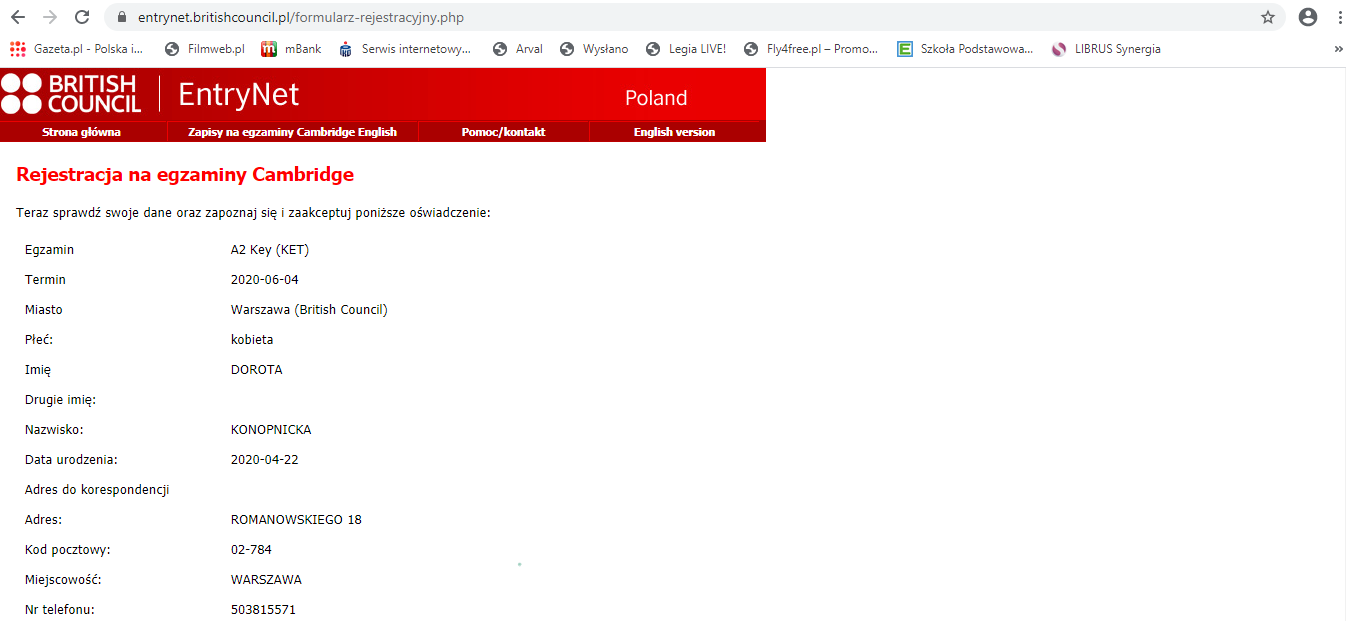 entrynet.britishcouncil.pl/formularz-rejestracyjny.php
Gazeta.pl - Polska i... Filmweb.pl mBank Serwis internetowy... Arval Wysłano Legia LIVE! Fly4free.pl – Promo... Szkoła Podstawowa... LIBRUS Synergia »
BRITISH COUNCIL EntryNet Poland
Strona główna Zapisy na egzaminy Cambridge English Pomoc/kontakt English version
Rejestracja na egzaminy Cambridge
Teraz sprawdź swoje dane oraz zapoznaj się i zaakceptuj poniższe oświadczenie:
Egzamin A2 Key (KET)
Termin 2020-06-04
Miasto Warszawa (British Council)
Płeć: kobieta
Imię DOROTA
Drugie imię:
Nazwisko: KONOPNICKA
Data urodzenia: 2020-04-22
Adres do korespondencji
Adres: ROMANOWSKIEGO 18
Kod pocztowy: 02-784
Miejscowość: WARSZAWA
Nr telefonu: 503815571